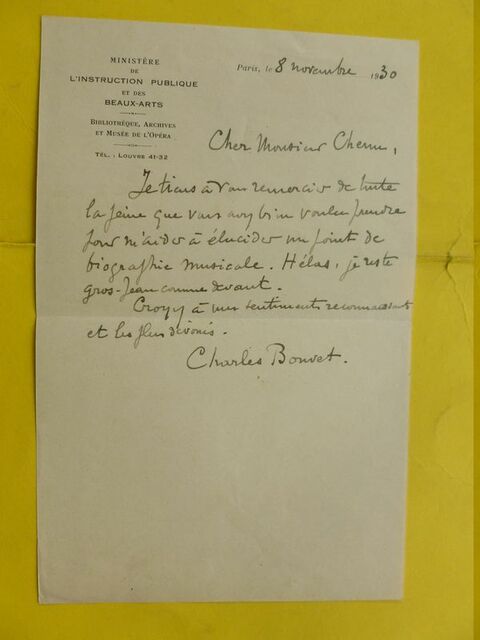 MINISTÈRE
DE
L'INSTRUCTION PUBLIQUE
ET DES
BEAUX-ARTS
BIBLIOTHÈQUE, ARCHIVES
ET MUSÉE DE L'OPÉRA
TÉL. : LOUVRE 41-32
Paris, le 8 novembre 1930
Cher Monsieur
Je tiens à vous remercier de toute
la peine que vous avez bien voulu prendre
pour m'aider à élucider un point de
biographie musicale. Hélas, je reste
gros-Jean comme devant.
Croyez à mes sentiments reconnaissants
et les plus dévoués.
Charles Bouvet.